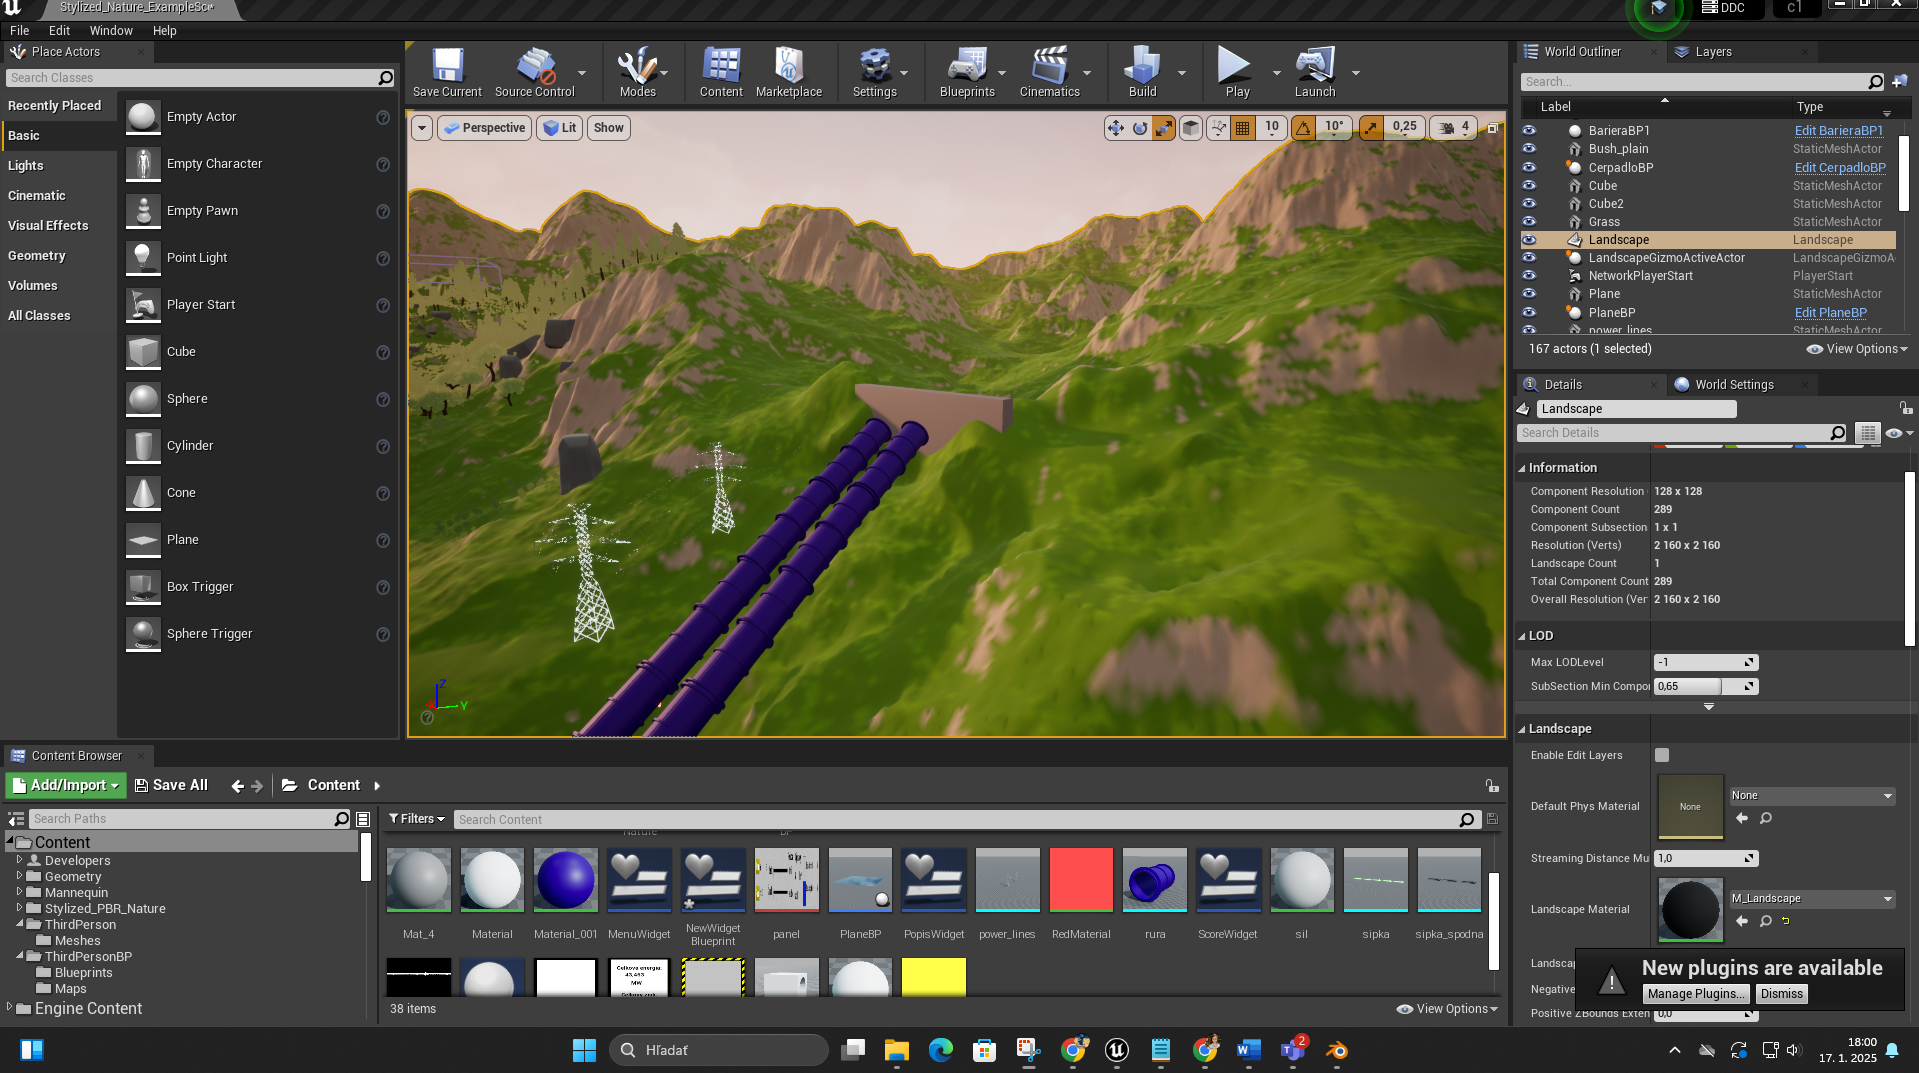 Stylized_Nature_ExampleSc*
DDC
File Edit Window Help
Place Actors
Search Classes
Recently Placed
Basic
Lights
Cinematic
Visual Effects
Geometry
Volumes
All Classes
Empty Actor
Empty Character
Empty Pawn
Point Light
Player Start
Cube
Sphere
Cylinder
Cone
Plane
Box Trigger
Sphere Trigger
Save Current
Source Control
Modes
Content
Marketplace
Settings
Blueprints
Cinematics
Build
Play
Launch
Perspective Lit Show
10 10° 0,25 4
Z
Y
World Outliner Layers
Search...
Label Type
BarieraBP1 Edit BarieraBP1
Bush_plain StaticMeshActor
CerpadloBP Edit CerpadloBP
Cube StaticMeshActor
Cube2 StaticMeshActor
Grass StaticMeshActor
Landscape Landscape
LandscapeGizmoActiveActor LandscapeGizmoA
NetworkPlayerStart PlayerStart
Plane StaticMeshActor
PlaneBP Edit PlaneBP
power_lines StaticMeshActor
167 actors (1 selected) View Options
Details World Settings
Landscape
Search Details
Information
Component Resolution 128 x 128
Component Count 289
Component Subsection 1 x 1
Resolution (Verts) 2 160 x 2 160
Landscape Count 1
Total Component Count 289
Overall Resolution (Ver 2 160 x 2 160
LOD
Max LODLevel -1
SubSection Min Compo 0,65
Landscape
Enable Edit Layers
Default Phys Material None None
Streaming Distance Mu 1,0
Landscape Material M_Landscape
Landscap
Negative
Positive ZBounds Exten 0,0
New plugins are available
Manage Plugins... Dismiss
Content Browser
Add/Import Save All Content
Search Paths
Content
Developers
Geometry
Mannequin
Stylized_PBR_Nature
ThirdPerson
Meshes
ThirdPersonBP
Blueprints
Maps
Engine Content
Filters Search Content
Nature BP
Mat_4
Material
Material_001
MenuWidget
NewWidget
Blueprint
panel
PlaneBP
PopisWidget
power_lines
RedMaterial
rura
ScoreWidget
sil
sipka
sipka_spodna
Celkova energia:
43,493
MW
38 items View Options
Hľadať
2
18:00
17. 1. 2025